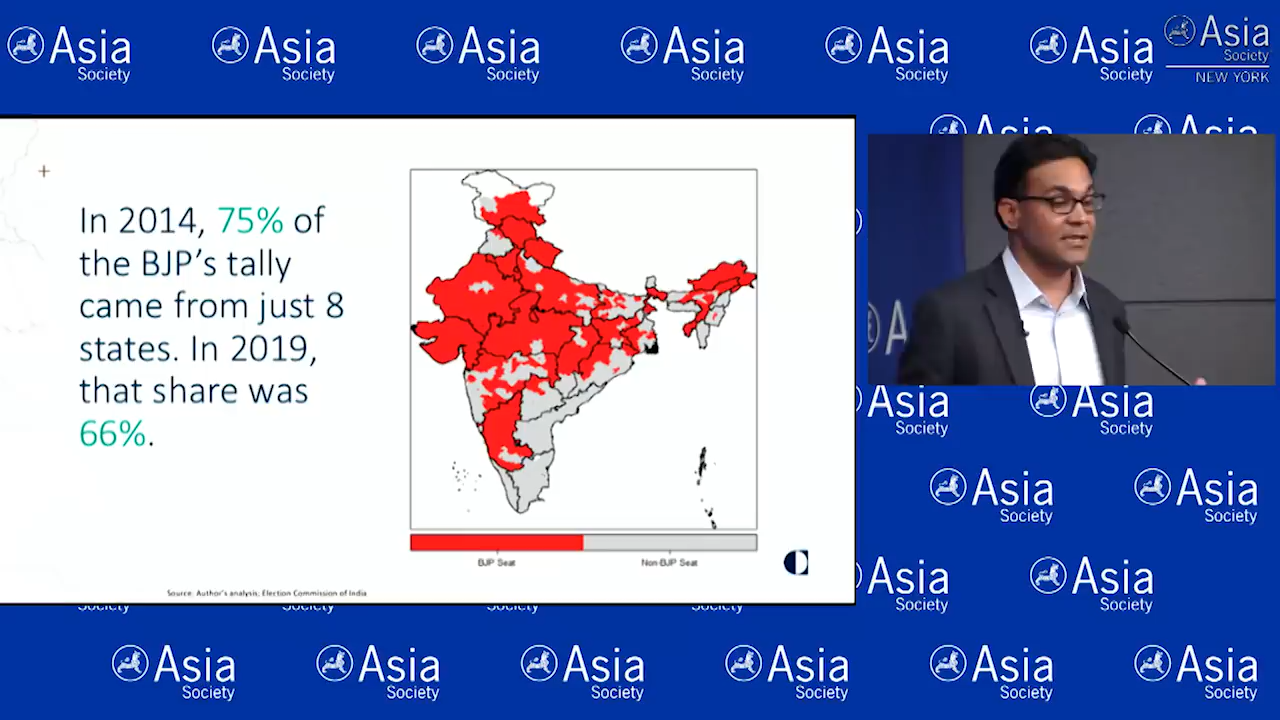 Asia
Society
Asia
Society
Asia
Society
Asia
Society
Asia
Society
Asia
Society
Asia
Society
NEW YORK
In 2014, 75% of
the BJP's tally
came from just 8
states. In 2019,
that share was
66%.
BJP Seat
Non-BJP Seat
Source: Author's analysis; Election Commission of India
Asia
Society
Asia
Society
Asia
Society
Asia
Society
Asia
Society
Asia
Society
Asia
Society
Asia
Society
Asia
Society
Asia
Society
Asia
Society
Asia
Society